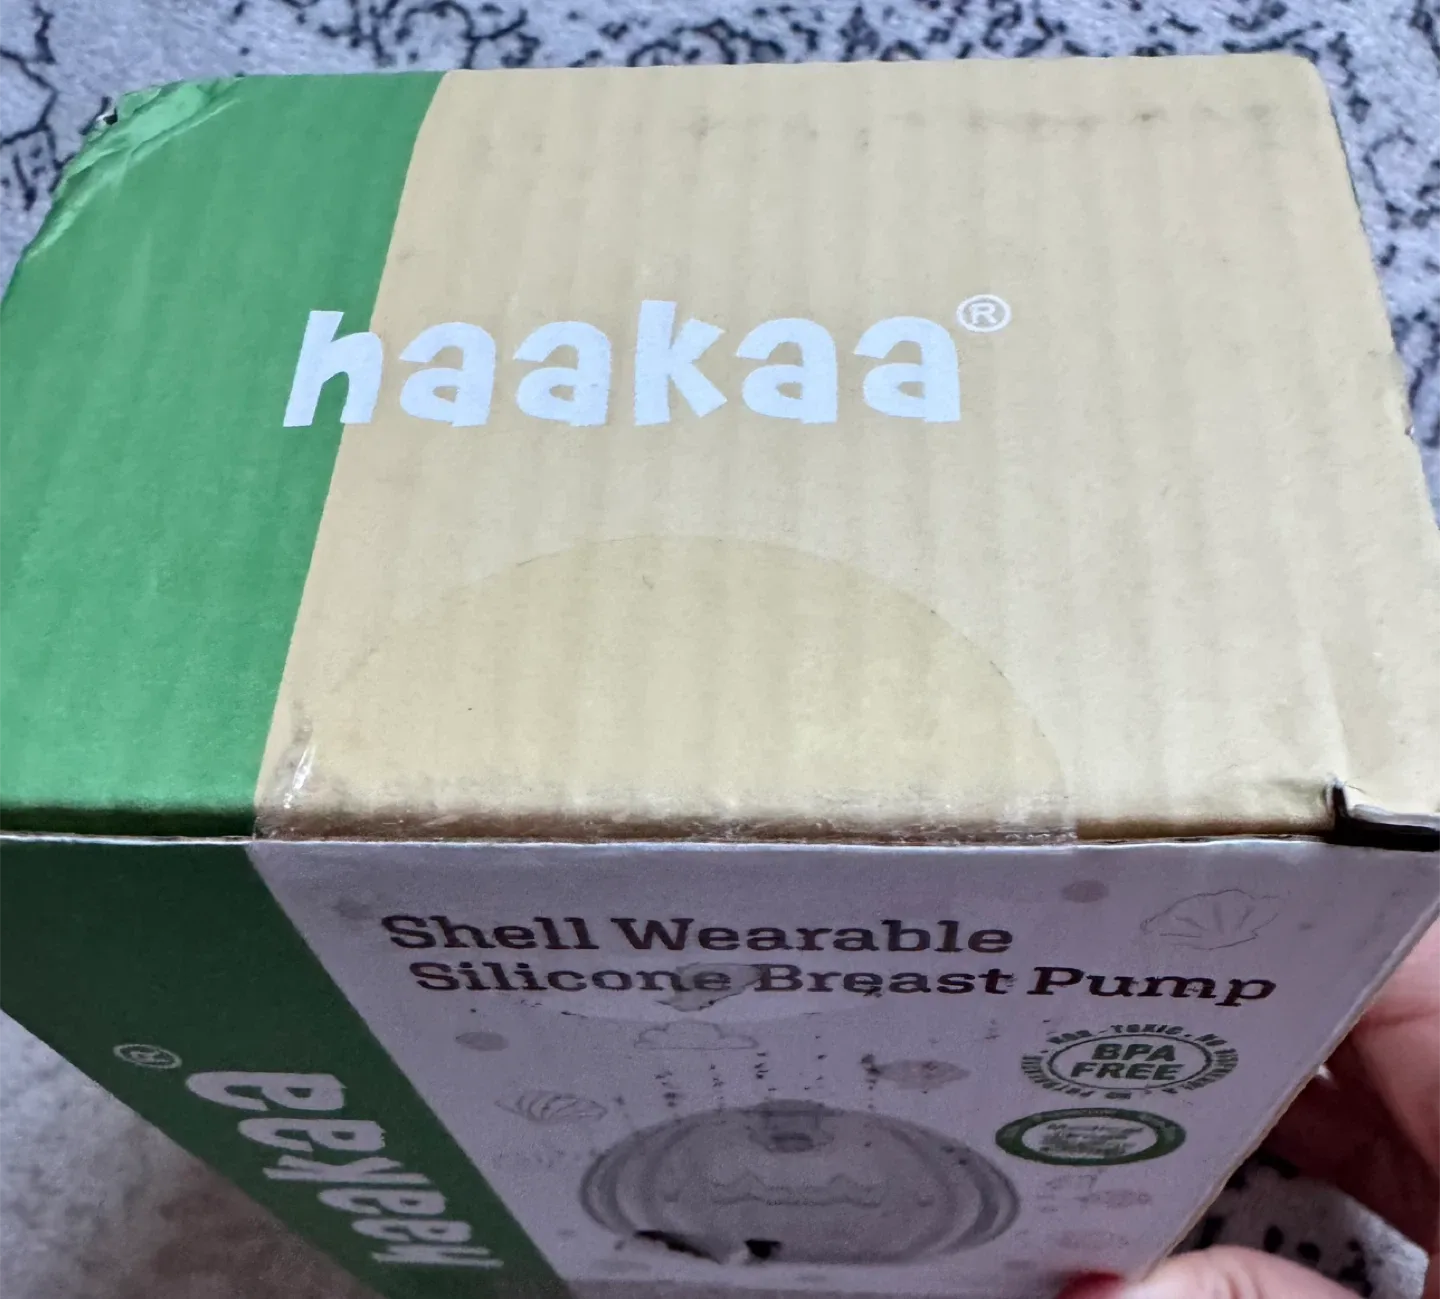 haakaa®
Shell Wearable
Silicone Breast Pump
BPA
FREE
haakaa®